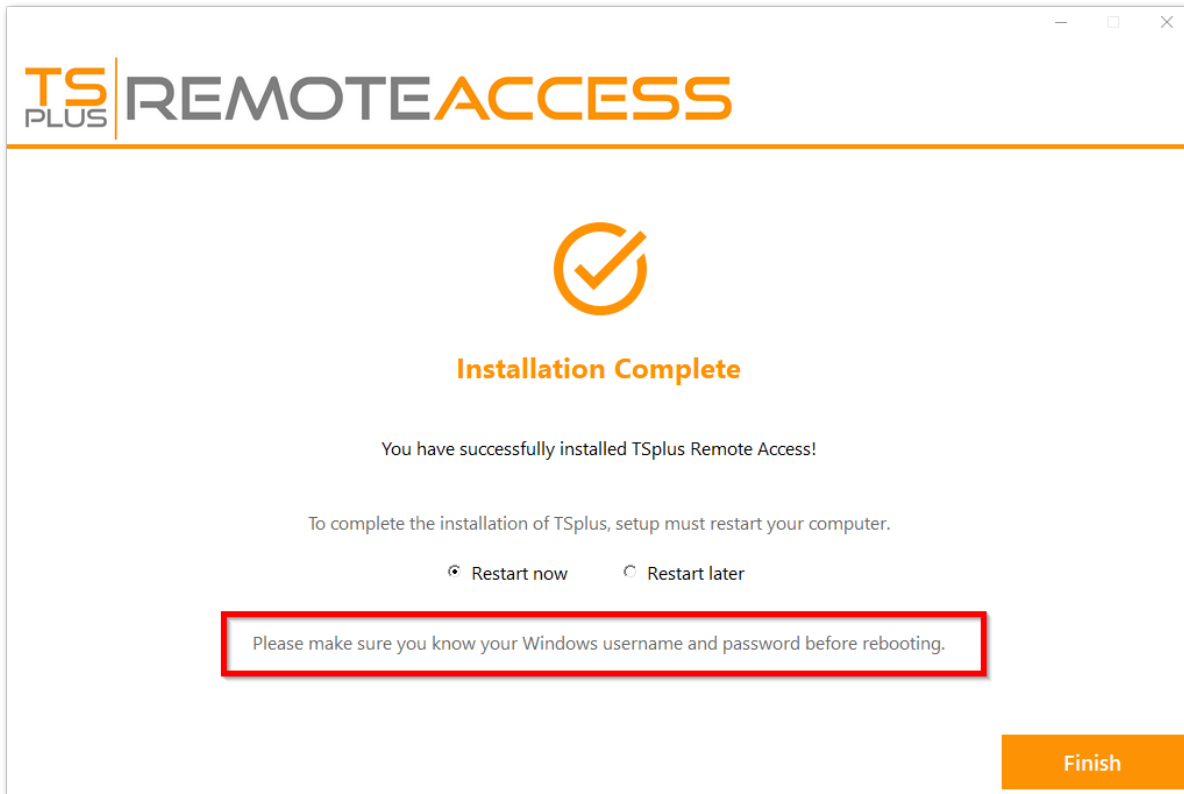 TS PLUS REMOTEACCESS
Installation Complete
You have successfully installed TSplus Remote Access!
To complete the installation of TSplus, setup must restart your computer.
Restart now Restart later
Please make sure you know your Windows username and password before rebooting.
Finish